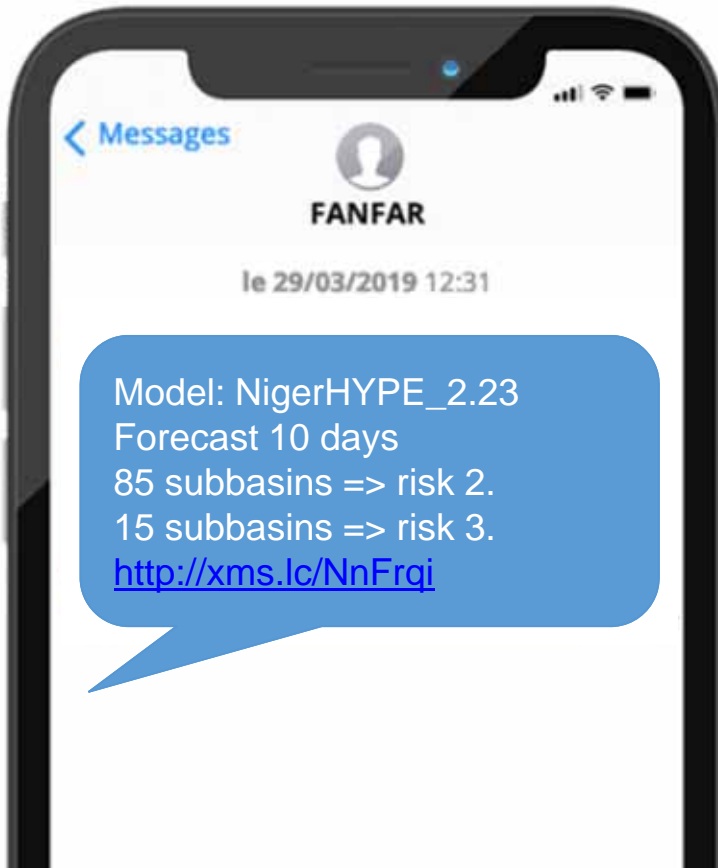 Messages
FANFAR
le 29/03/2019 12:31
Model: NigerHYPE_2.23
Forecast 10 days
85 subbasins => risk 2.
15 subbasins => risk 3.
http://xms.lc/NnFrqi